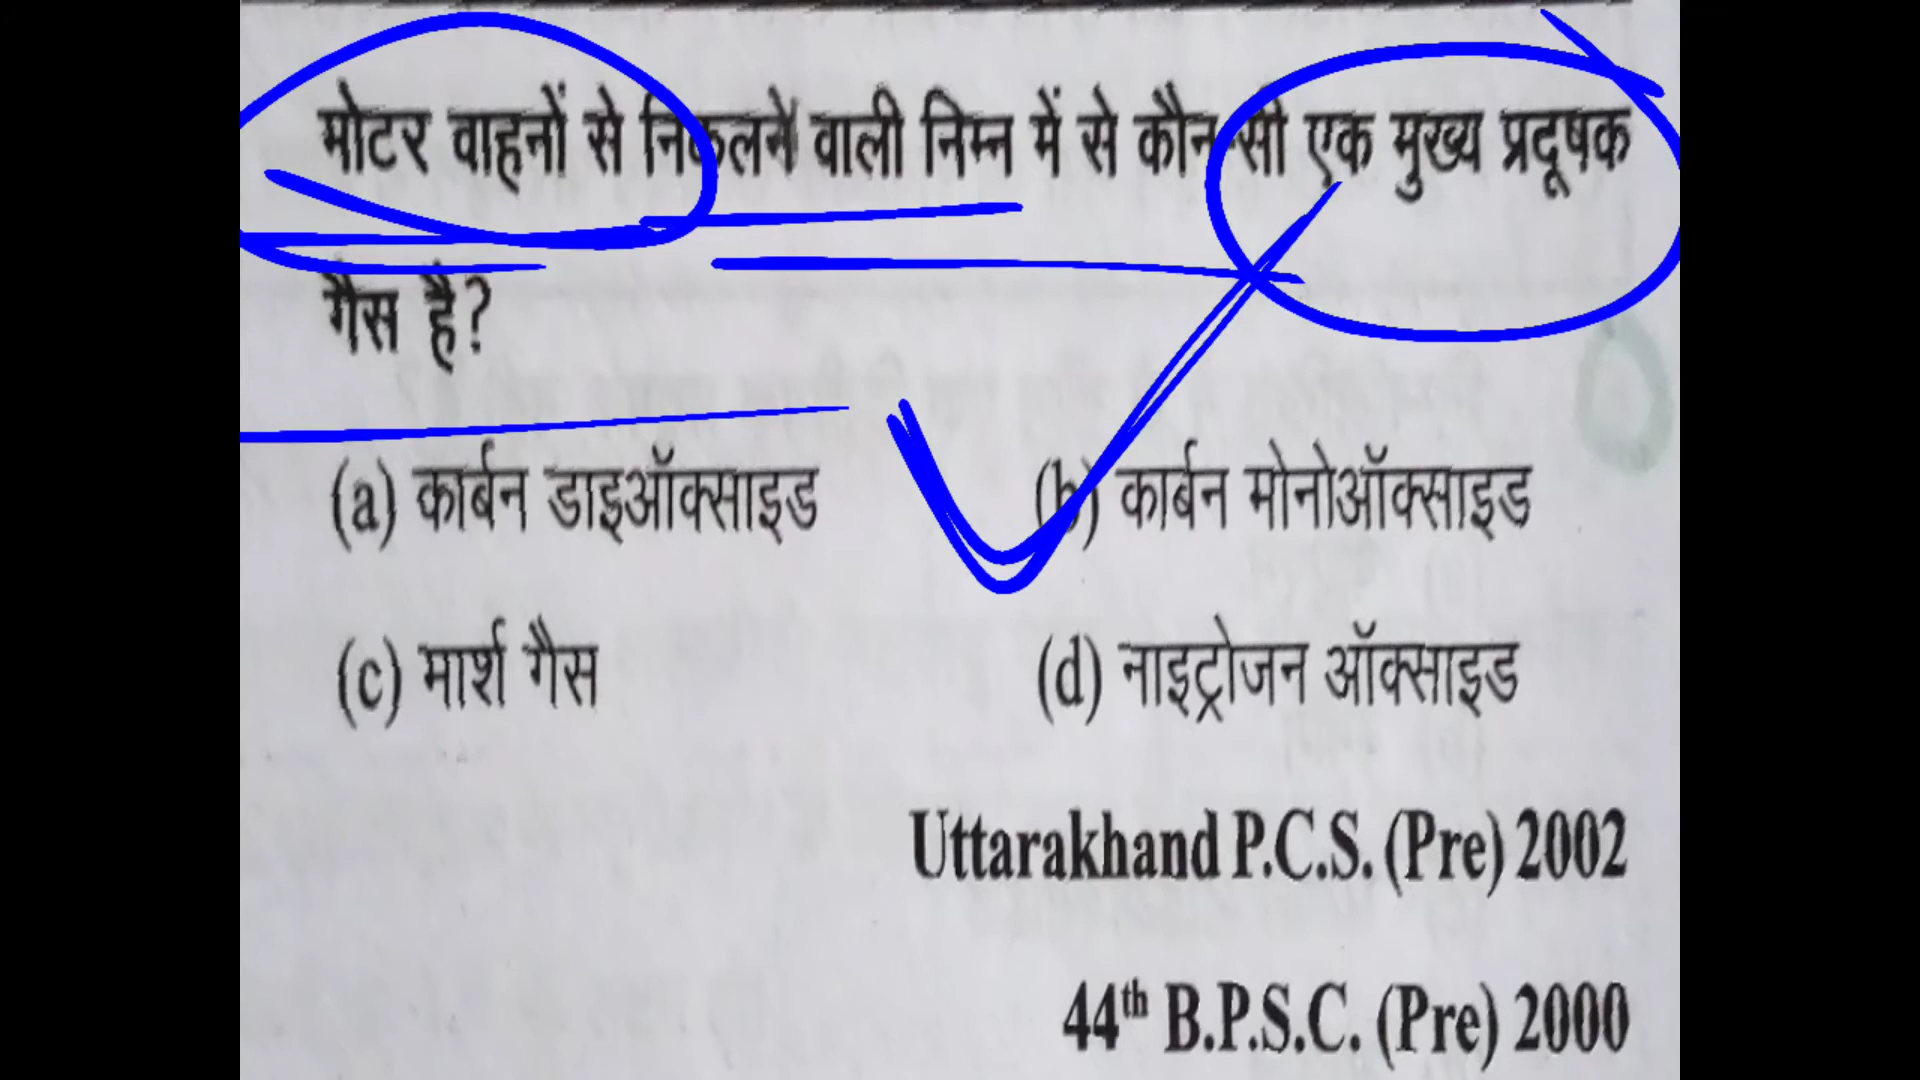 मोटर वाहनों से निकलने वाली निम्न में से कौन-सी एक मुख्य प्रदूषक
गैस है?
(a) कार्बन डाइऑक्साइड (b) कार्बन मोनोऑक्साइड
(c) मार्श गैस (d) नाइट्रोजन ऑक्साइड
Uttarakhand P.C.S. (Pre) 2002
44th B.P.S.C. (Pre) 2000